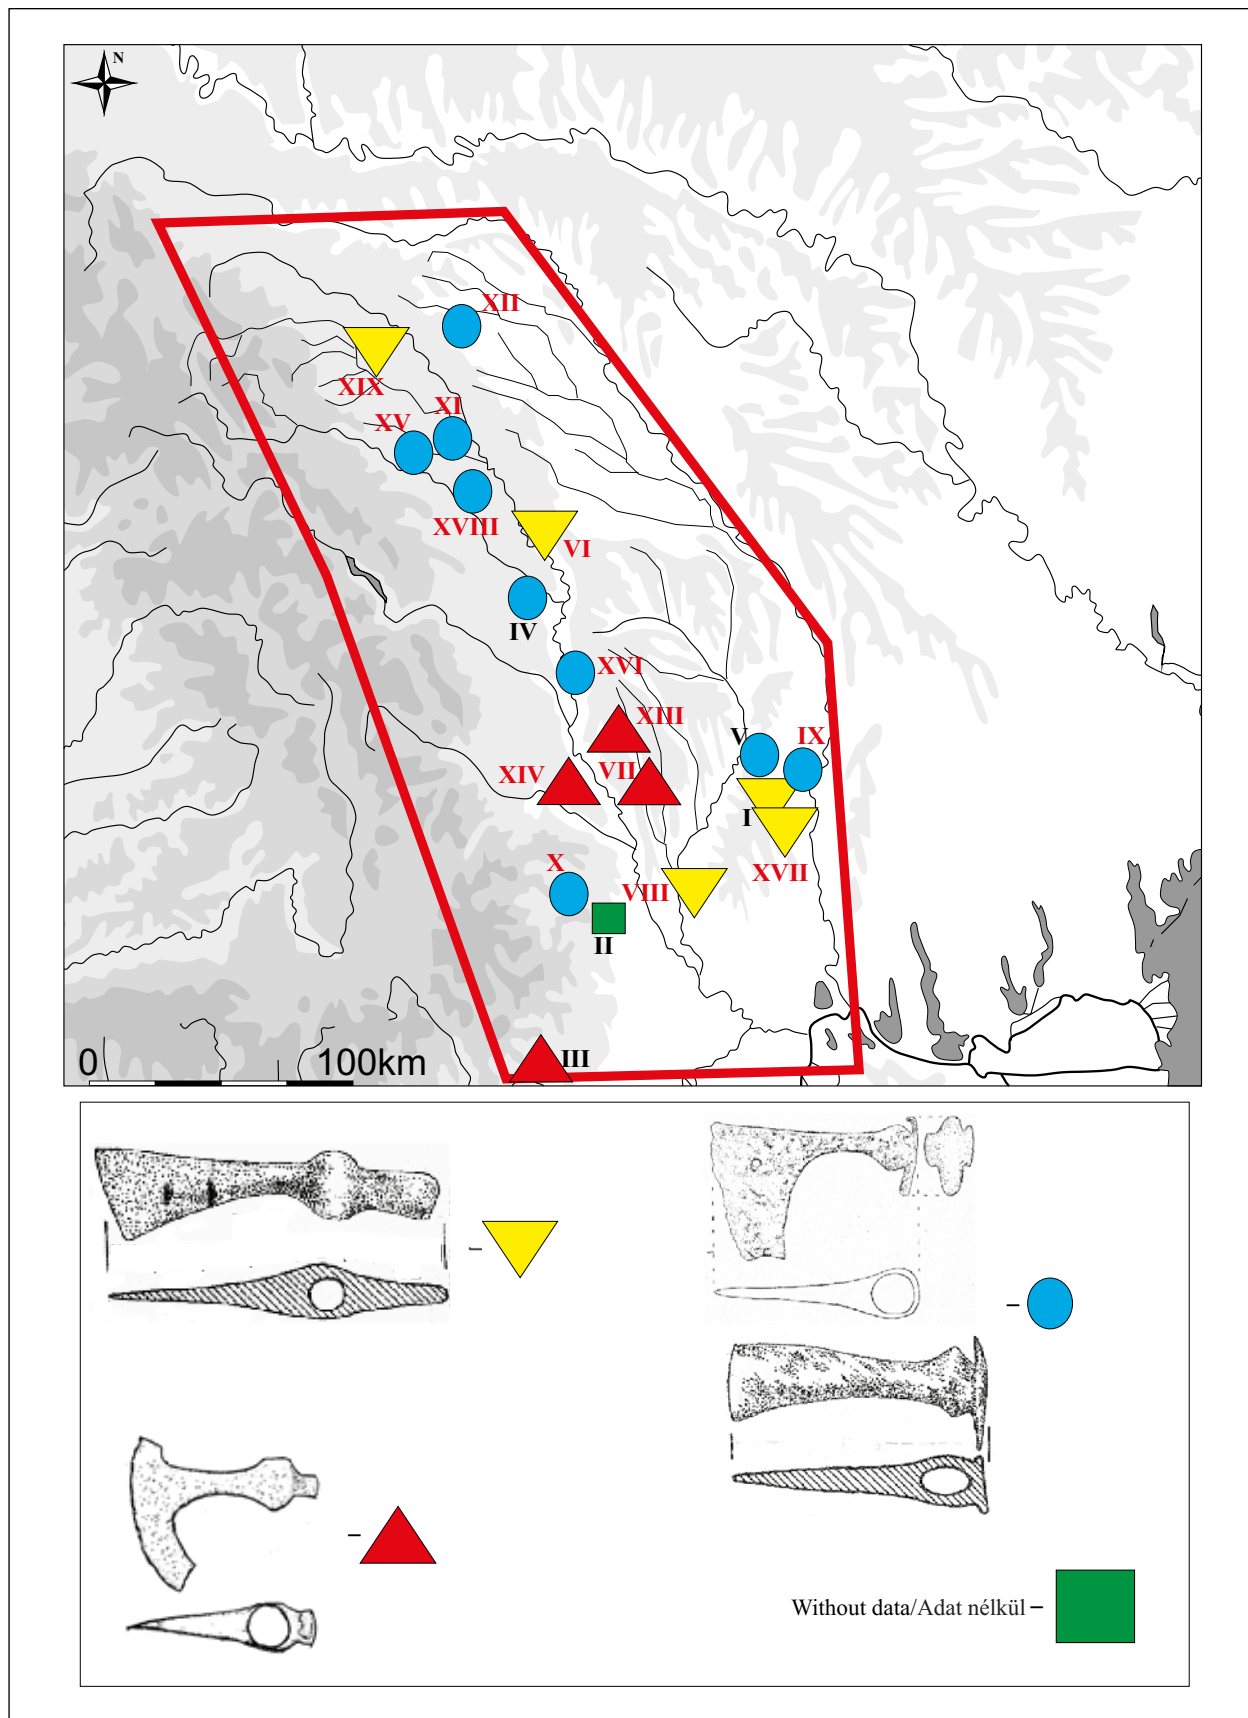 N
XII
XIX
XI
XV
XVIII
VI
IV
XVI
XIII
V
IX
XIV
VII
I
XVII
X
VIII
II
III
0
100km
Without data/Adat nélkül –